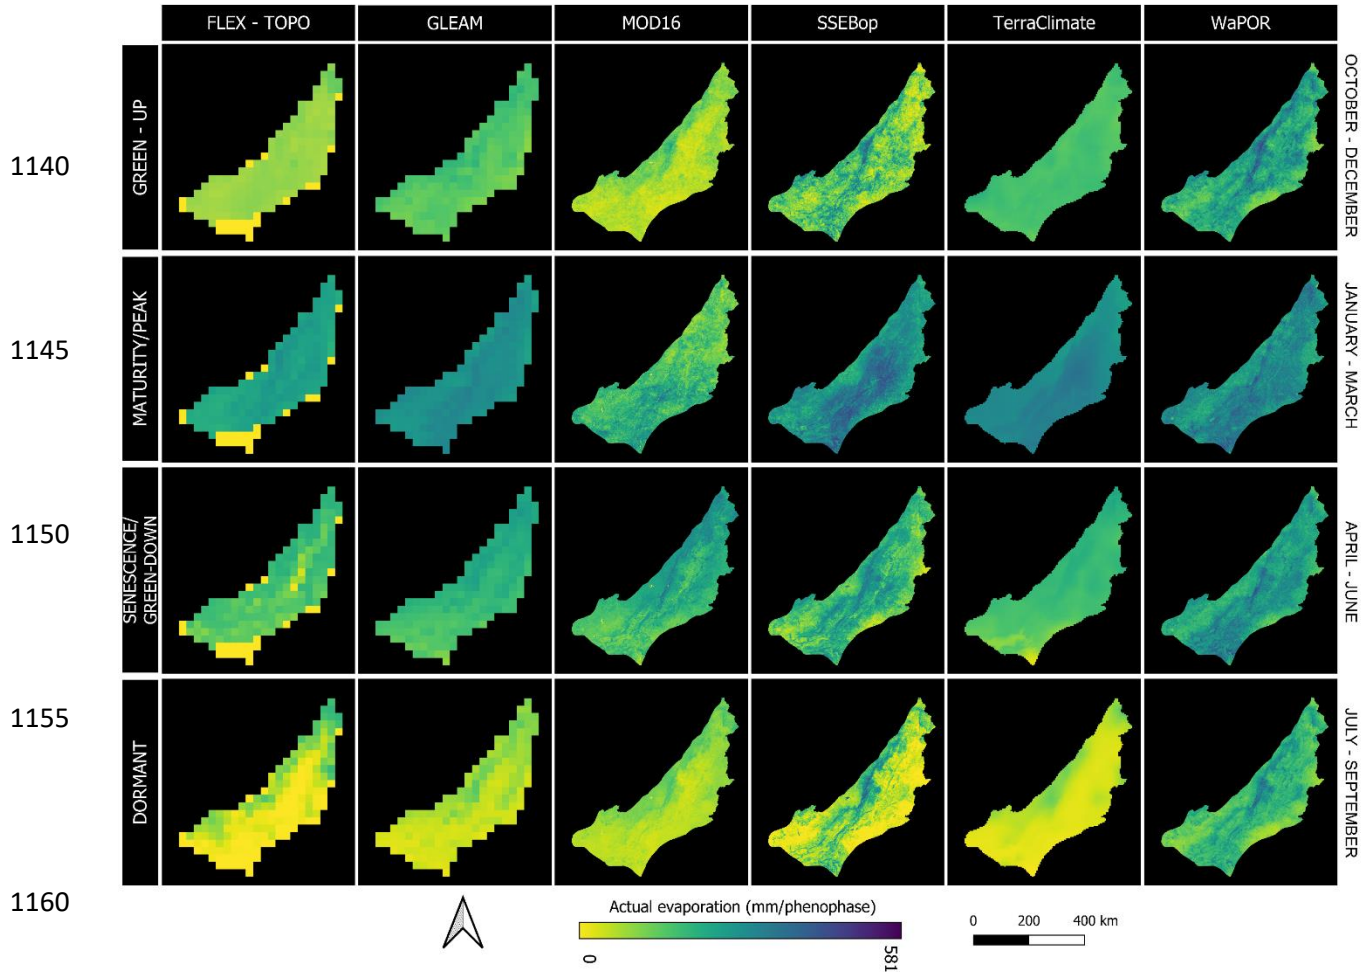 FLEX - TOPO
GLEAM
MOD16
SSEBop
TerraClimate
WaPOR
GREEN - UP
OCTOBER - DECEMBER
1140
MATURITY/PEAK
JANUARY - MARCH
1145
SENESCENCE/
GREEN-DOWN
APRIL - JUNE
1150
DORMANT
JULY - SEPTEMBER
1155
1160
Actual evaporation (mm/phenophase)
0
581
0 200 400 km